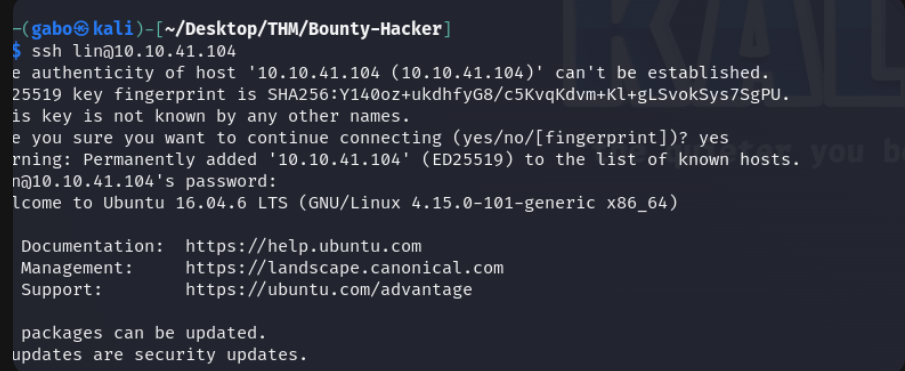 -(gabo㉿kali)-[~/Desktop/THM/Bounty-Hacker]
$ ssh lin@10.10.41.104
e authenticity of host '10.10.41.104 (10.10.41.104)' can't be established.
25519 key fingerprint is SHA256:Y140oz+ukdhfyG8/c5KvqKdvm+Kl+gLSvokSys7SgPU.
is key is not known by any other names.
e you sure you want to continue connecting (yes/no/[fingerprint])? yes
rning: Permanently added '10.10.41.104' (ED25519) to the list of known hosts.
n@10.10.41.104's password:
lcome to Ubuntu 16.04.6 LTS (GNU/Linux 4.15.0-101-generic x86_64)
Documentation:  https://help.ubuntu.com
Management:     https://landscape.canonical.com
Support:        https://ubuntu.com/advantage
packages can be updated.
updates are security updates.